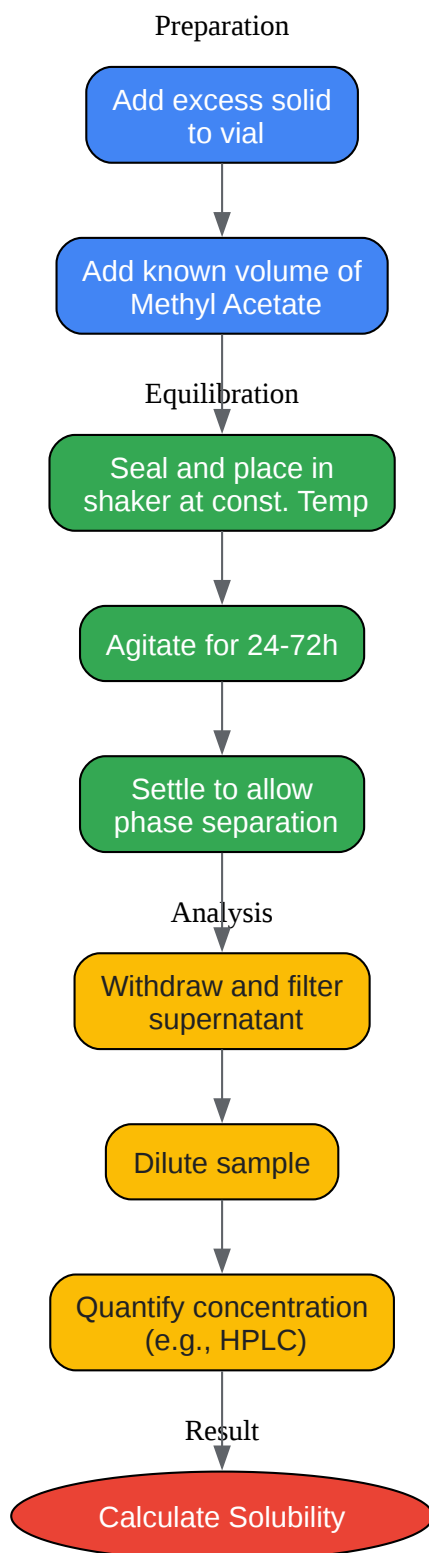 Preparation
Add excess solid
to vial
Add known volume of
Methyl Acetate
Equilibration
Seal and place in
shaker at const. Temp
Agitate for 24-72h
Settle to allow
phase separation
Analysis
Withdraw and filter
supernatant
Dilute sample
Quantify concentration
(e.g., HPLC)
Result
Calculate Solubility